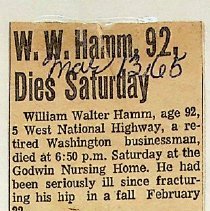 W. W. Hamm, 92,
Mar 13, 65
Dies Saturday
William Walter Hamm, age 92,
5 West National Highway, a re-
tired Washington businessman,
died at 6:50 p.m. Saturday at the
Godwin Nursing Home. He had
been seriously ill since fractur-
ing his hip in a fall February